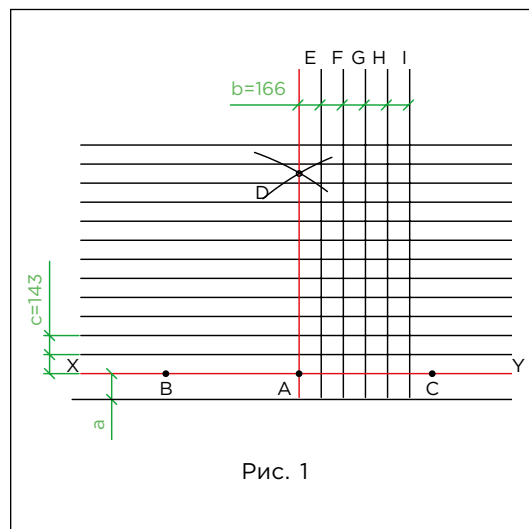 E F G H I
b=166
D
c=143
X Y
B A C
a
Рис. 1